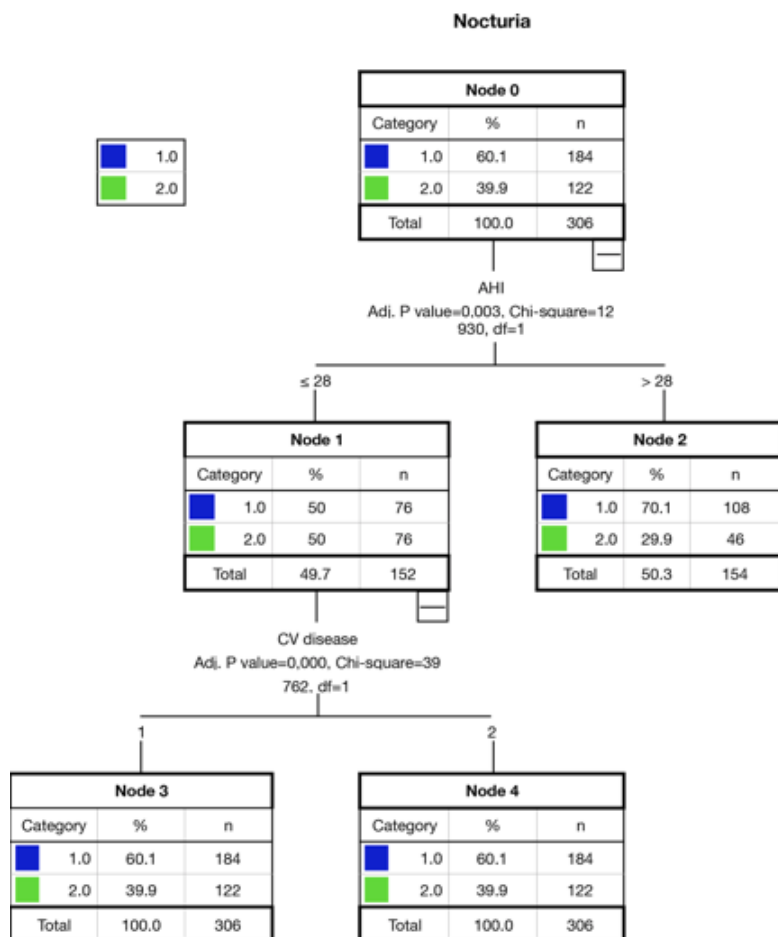 Nocturia
Node 0
Category % n
1.0 60.1 184
2.0 39.9 122
Total 100.0 306
1.0
2.0
AHI
Adj. P value=0,003, Chi-square=12
930, df=1
≤ 28 > 28
Node 1
Category % n
1.0 50 76
2.0 50 76
Total 49.7 152
Node 2
Category % n
1.0 70.1 108
2.0 29.9 46
Total 50.3 154
CV disease
Adj. P value=0,000, Chi-square=39
762, df=1
1 2
Node 3
Category % n
1.0 60.1 184
2.0 39.9 122
Total 100.0 306
Node 4
Category % n
1.0 60.1 184
2.0 39.9 122
Total 100.0 306